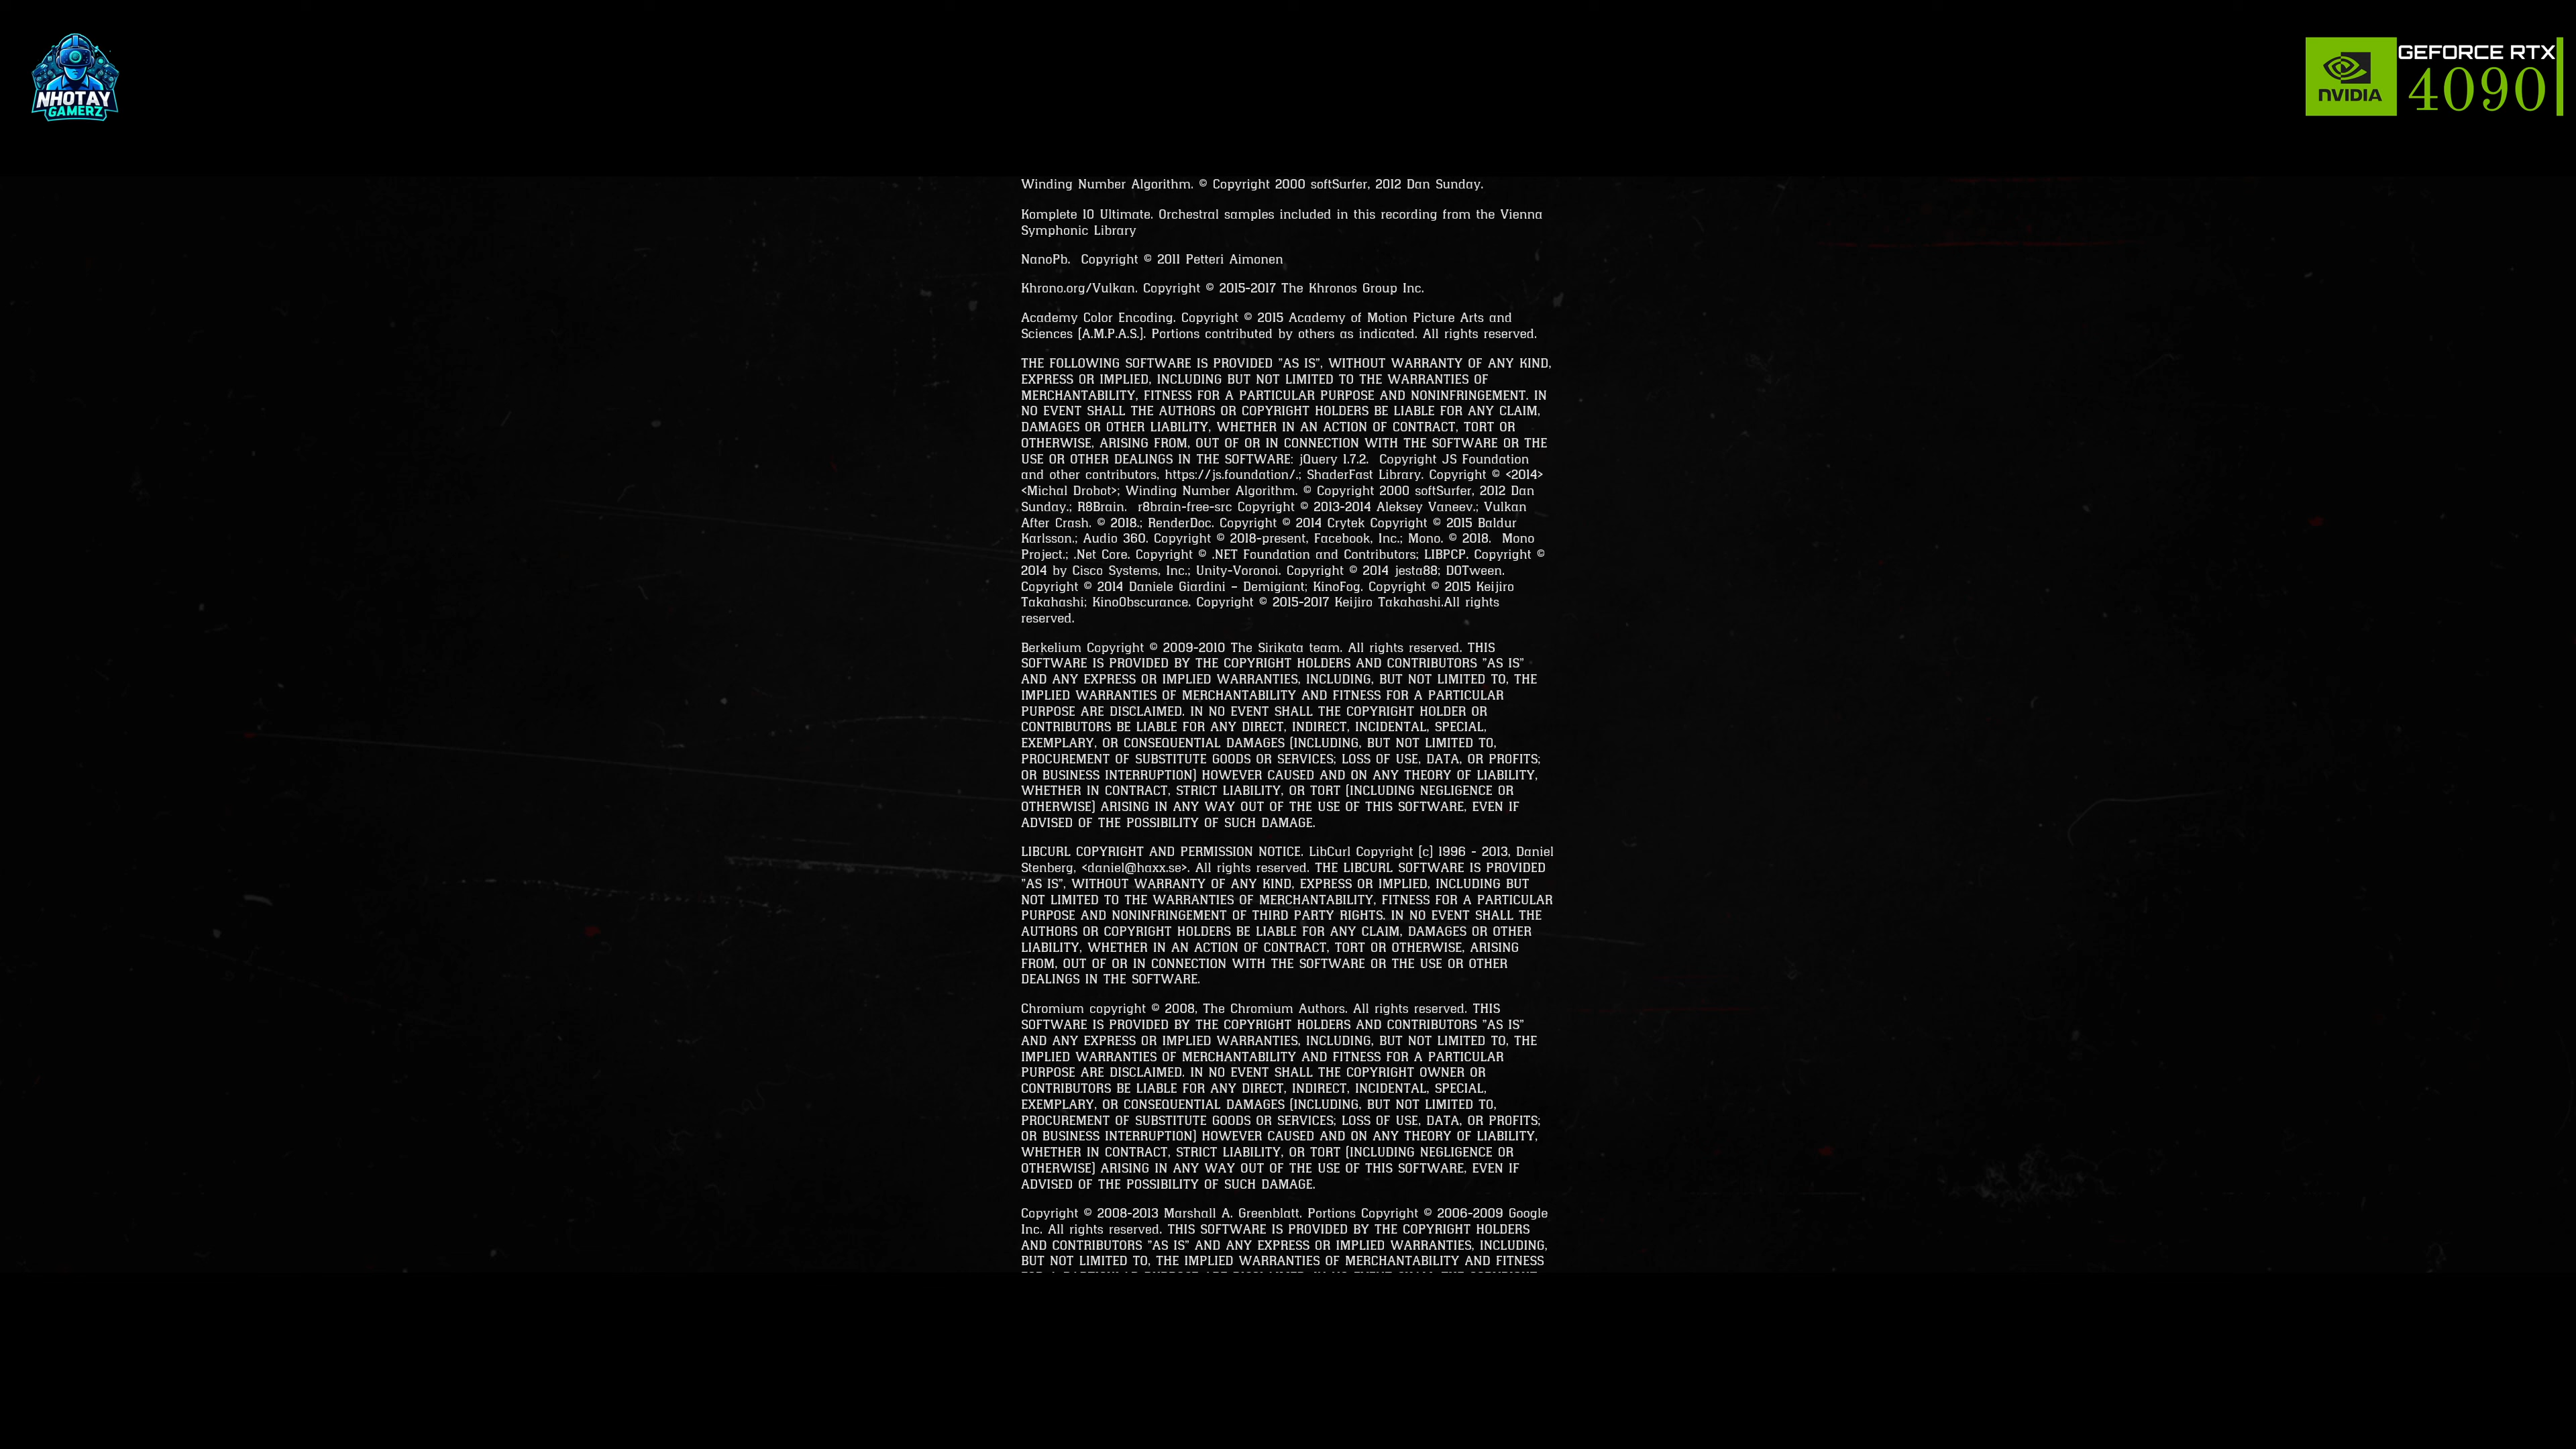 NHOTAY
GAMERZ
NVIDIA
GEFORCE RTX
4090
Winding Number Algorithm. © Copyright 2000 softSurfer, 2012 Dan Sunday.
Komplete 10 Ultimate. Orchestral samples included in this recording from the Vienna
Symphonic Library
NanoPb.  Copyright © 2011 Petteri Aimonen
Khrono.org/Vulkan. Copyright © 2015-2017 The Khronos Group Inc.
Academy Color Encoding. Copyright © 2015 Academy of Motion Picture Arts and
Sciences [A.M.P.A.S.]. Portions contributed by others as indicated. All rights reserved.
THE FOLLOWING SOFTWARE IS PROVIDED "AS IS", WITHOUT WARRANTY OF ANY KIND,
EXPRESS OR IMPLIED, INCLUDING BUT NOT LIMITED TO THE WARRANTIES OF
MERCHANTABILITY, FITNESS FOR A PARTICULAR PURPOSE AND NONINFRINGEMENT. IN
NO EVENT SHALL THE AUTHORS OR COPYRIGHT HOLDERS BE LIABLE FOR ANY CLAIM,
DAMAGES OR OTHER LIABILITY, WHETHER IN AN ACTION OF CONTRACT, TORT OR
OTHERWISE, ARISING FROM, OUT OF OR IN CONNECTION WITH THE SOFTWARE OR THE
USE OR OTHER DEALINGS IN THE SOFTWARE: jQuery 1.7.2.  Copyright JS Foundation
and other contributors, https://js.foundation/.; ShaderFast Library. Copyright © <2014>
<Michal Drobot>; Winding Number Algorithm. © Copyright 2000 softSurfer, 2012 Dan
Sunday.; R8Brain.  r8brain-free-src Copyright © 2013-2014 Aleksey Vaneev.; Vulkan
After Crash. © 2018.; RenderDoc. Copyright © 2014 Crytek Copyright © 2015 Baldur
Karlsson.; Audio 360. Copyright © 2018-present, Facebook, Inc.; Mono. © 2018.  Mono
Project.; .Net Core. Copyright © .NET Foundation and Contributors; LIBPCP. Copyright ©
2014 by Cisco Systems, Inc.; Unity-Voronoi. Copyright © 2014 jesta88; DOTween.
Copyright © 2014 Daniele Giardini – Demigiant; KinoFog. Copyright © 2015 Keijiro
Takahashi; KinoObscurance. Copyright © 2015-2017 Keijiro Takahashi.All rights
reserved.
Berkelium Copyright © 2009-2010 The Sirikata team. All rights reserved. THIS
SOFTWARE IS PROVIDED BY THE COPYRIGHT HOLDERS AND CONTRIBUTORS "AS IS"
AND ANY EXPRESS OR IMPLIED WARRANTIES, INCLUDING, BUT NOT LIMITED TO, THE
IMPLIED WARRANTIES OF MERCHANTABILITY AND FITNESS FOR A PARTICULAR
PURPOSE ARE DISCLAIMED. IN NO EVENT SHALL THE COPYRIGHT HOLDER OR
CONTRIBUTORS BE LIABLE FOR ANY DIRECT, INDIRECT, INCIDENTAL, SPECIAL,
EXEMPLARY, OR CONSEQUENTIAL DAMAGES [INCLUDING, BUT NOT LIMITED TO,
PROCUREMENT OF SUBSTITUTE GOODS OR SERVICES; LOSS OF USE, DATA, OR PROFITS;
OR BUSINESS INTERRUPTION] HOWEVER CAUSED AND ON ANY THEORY OF LIABILITY,
WHETHER IN CONTRACT, STRICT LIABILITY, OR TORT [INCLUDING NEGLIGENCE OR
OTHERWISE] ARISING IN ANY WAY OUT OF THE USE OF THIS SOFTWARE, EVEN IF
ADVISED OF THE POSSIBILITY OF SUCH DAMAGE.
LIBCURL COPYRIGHT AND PERMISSION NOTICE. LibCurl Copyright [c] 1996 - 2013, Daniel
Stenberg, <daniel@haxx.se>. All rights reserved. THE LIBCURL SOFTWARE IS PROVIDED
"AS IS", WITHOUT WARRANTY OF ANY KIND, EXPRESS OR IMPLIED, INCLUDING BUT
NOT LIMITED TO THE WARRANTIES OF MERCHANTABILITY, FITNESS FOR A PARTICULAR
PURPOSE AND NONINFRINGEMENT OF THIRD PARTY RIGHTS. IN NO EVENT SHALL THE
AUTHORS OR COPYRIGHT HOLDERS BE LIABLE FOR ANY CLAIM, DAMAGES OR OTHER
LIABILITY, WHETHER IN AN ACTION OF CONTRACT, TORT OR OTHERWISE, ARISING
FROM, OUT OF OR IN CONNECTION WITH THE SOFTWARE OR THE USE OR OTHER
DEALINGS IN THE SOFTWARE.
Chromium copyright © 2008, The Chromium Authors. All rights reserved. THIS
SOFTWARE IS PROVIDED BY THE COPYRIGHT HOLDERS AND CONTRIBUTORS "AS IS"
AND ANY EXPRESS OR IMPLIED WARRANTIES, INCLUDING, BUT NOT LIMITED TO, THE
IMPLIED WARRANTIES OF MERCHANTABILITY AND FITNESS FOR A PARTICULAR
PURPOSE ARE DISCLAIMED. IN NO EVENT SHALL THE COPYRIGHT OWNER OR
CONTRIBUTORS BE LIABLE FOR ANY DIRECT, INDIRECT, INCIDENTAL, SPECIAL,
EXEMPLARY, OR CONSEQUENTIAL DAMAGES [INCLUDING, BUT NOT LIMITED TO,
PROCUREMENT OF SUBSTITUTE GOODS OR SERVICES; LOSS OF USE, DATA, OR PROFITS;
OR BUSINESS INTERRUPTION] HOWEVER CAUSED AND ON ANY THEORY OF LIABILITY,
WHETHER IN CONTRACT, STRICT LIABILITY, OR TORT [INCLUDING NEGLIGENCE OR
OTHERWISE] ARISING IN ANY WAY OUT OF THE USE OF THIS SOFTWARE, EVEN IF
ADVISED OF THE POSSIBILITY OF SUCH DAMAGE.
Copyright © 2008-2013 Marshall A. Greenblatt. Portions Copyright © 2006-2009 Google
Inc. All rights reserved. THIS SOFTWARE IS PROVIDED BY THE COPYRIGHT HOLDERS
AND CONTRIBUTORS "AS IS" AND ANY EXPRESS OR IMPLIED WARRANTIES, INCLUDING,
BUT NOT LIMITED TO, THE IMPLIED WARRANTIES OF MERCHANTABILITY AND FITNESS